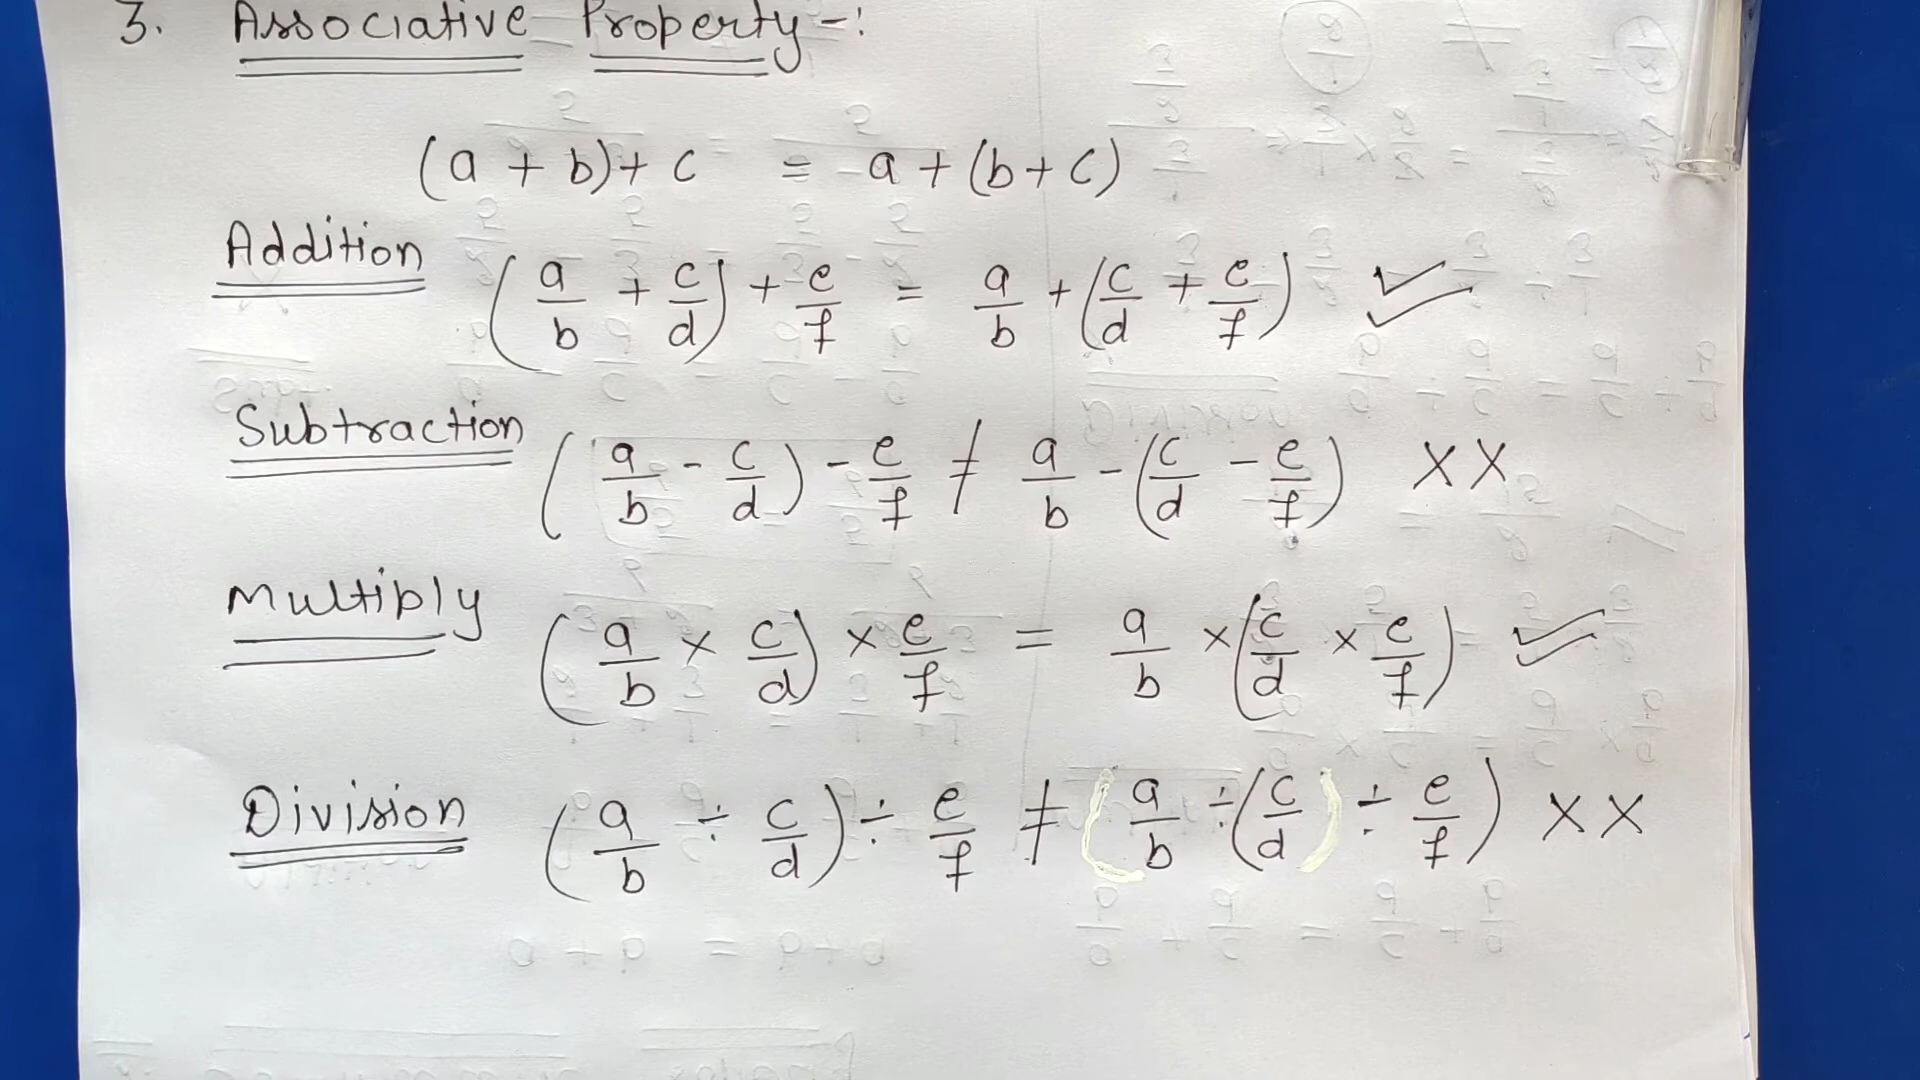 3. Associative Property-:
(a + b) + c = a + (b + c)
Addition (a/b + c/d) + e/f = a/b + (c/d + e/f) ✓
Subtraction (a/b - c/d) - e/f ≠ a/b - (c/d - e/f) XX
Multiply (a/b × c/d) × e/f = a/b × (c/d × e/f) ✓
Division (a/b ÷ c/d) ÷ e/f ≠ a/b ÷ (c/d ÷ e/f) XX